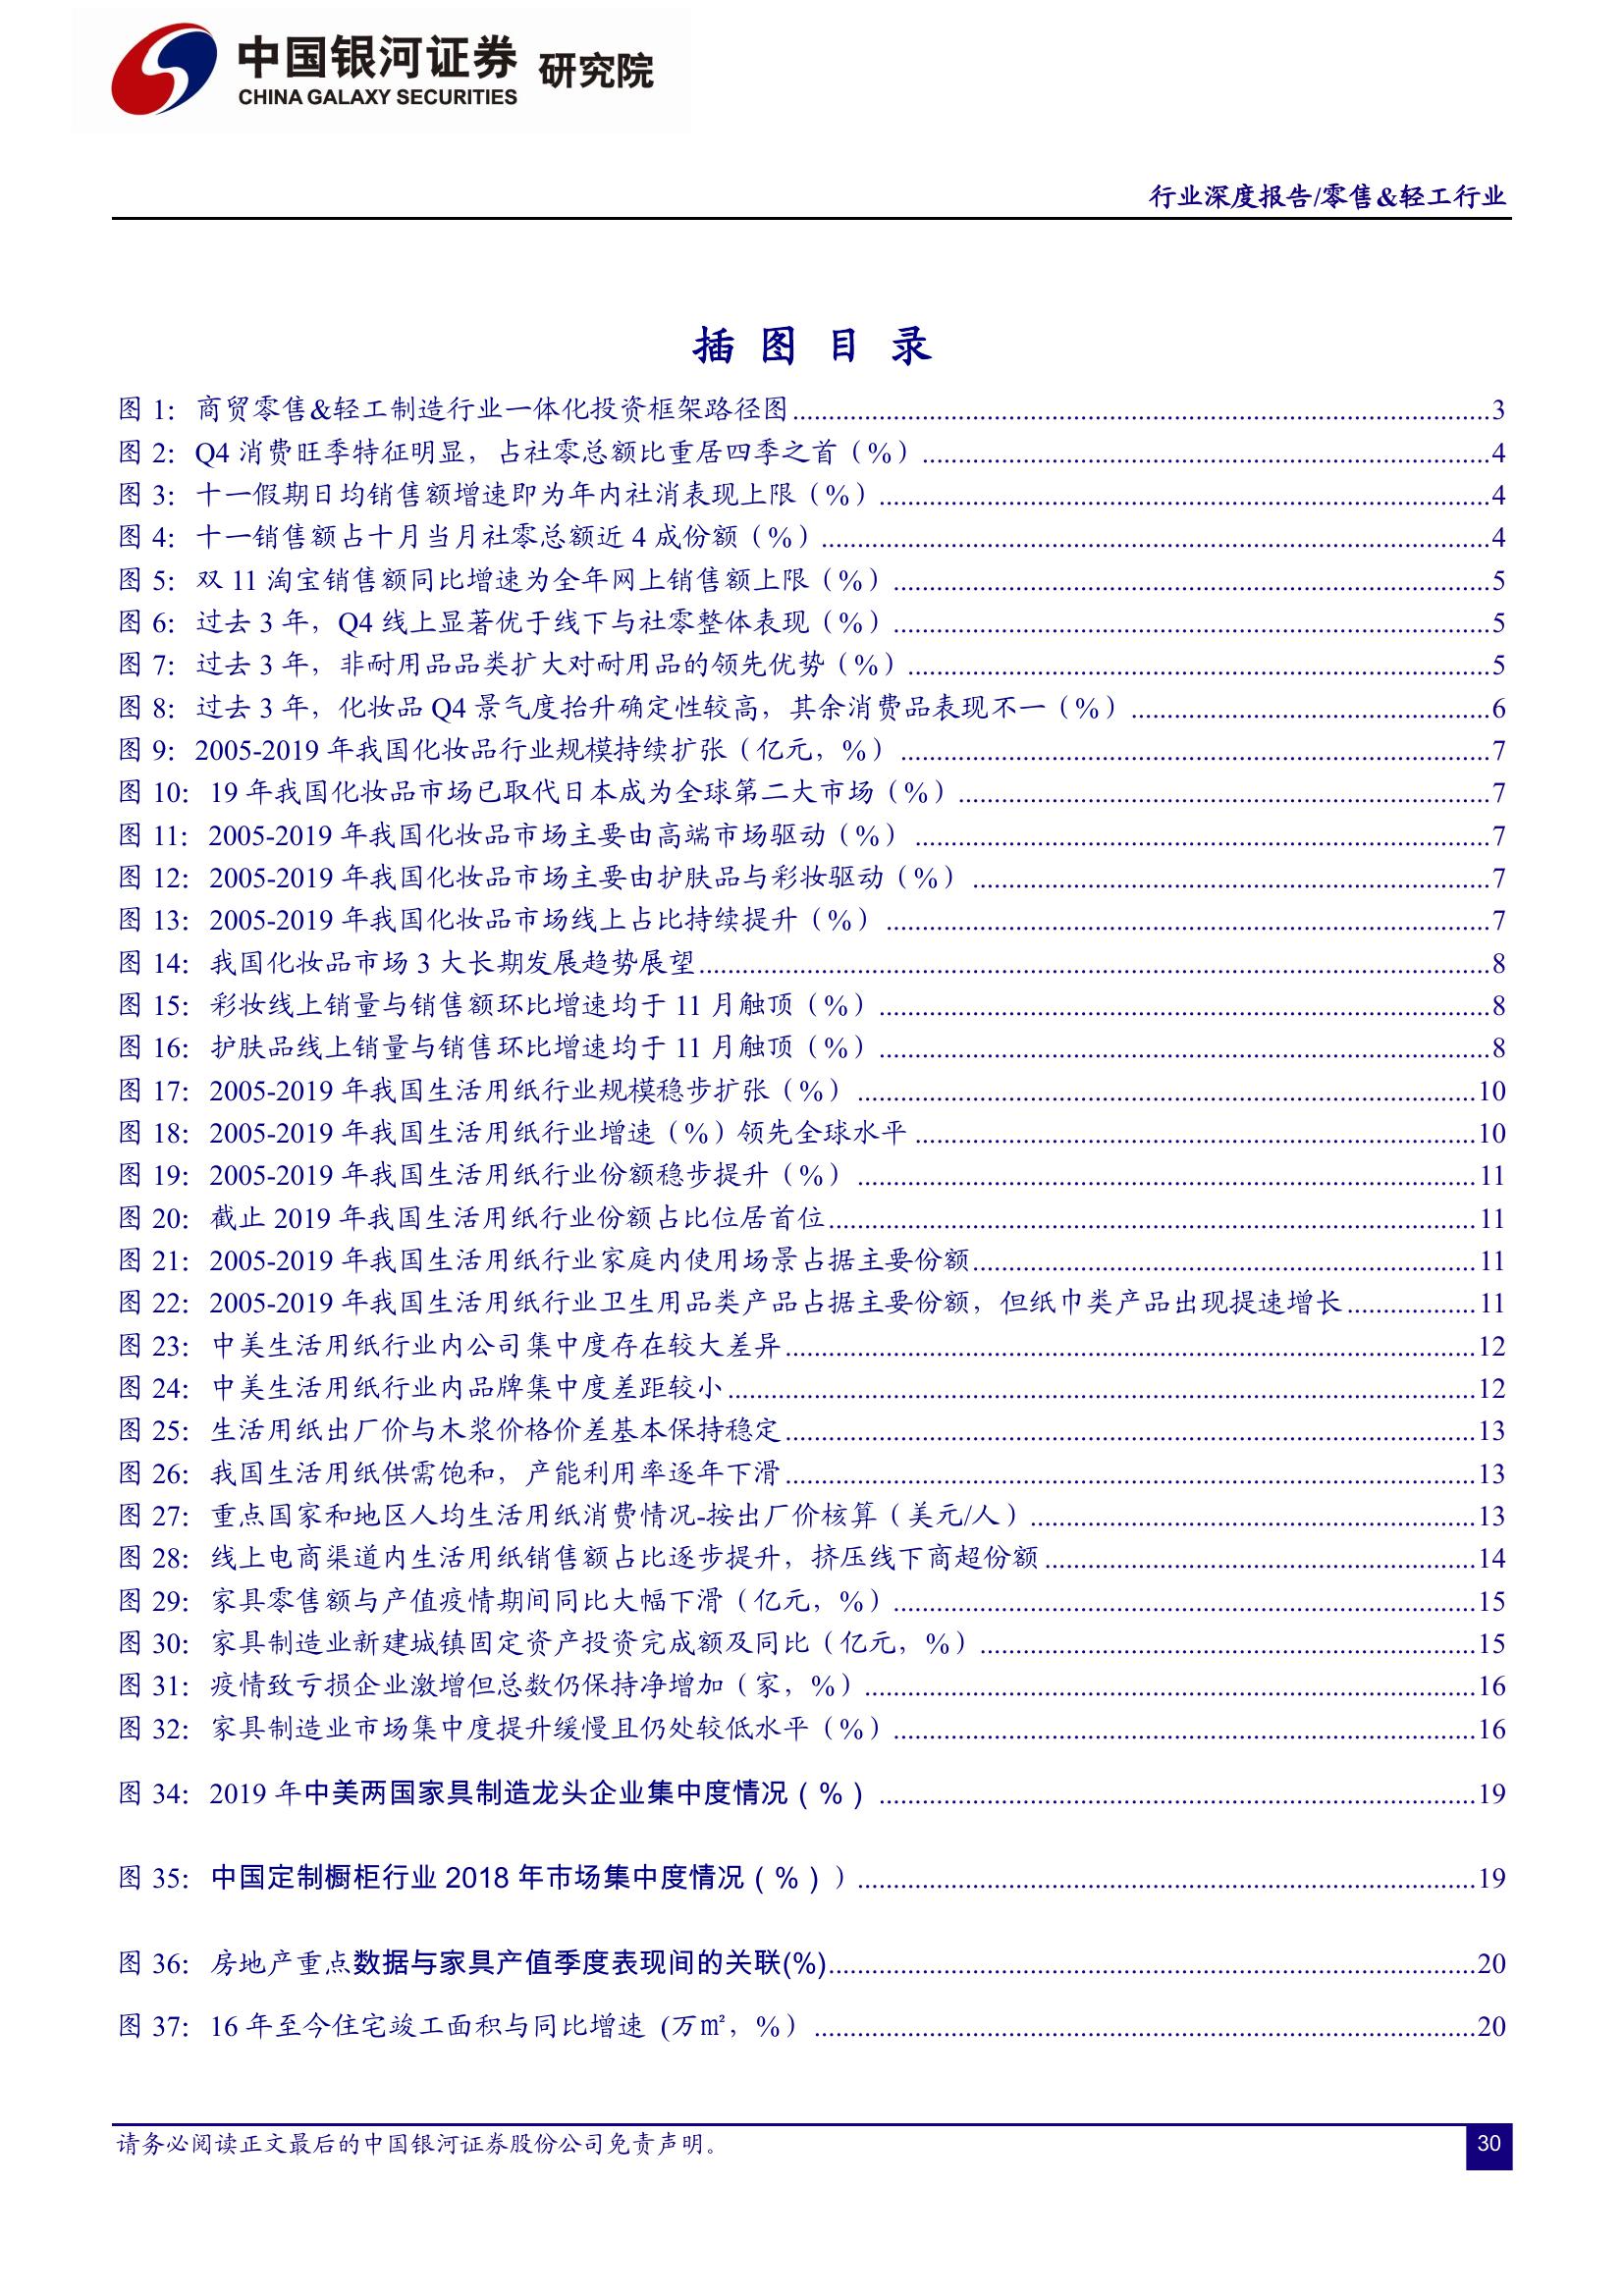 中国银河证券 研究院
CHINA GALAXY SECURITIES
行业深度报告/零售&轻工行业
插 图 目 录
图 1：商贸零售&轻工制造行业一体化投资框架路径图3
图 2：Q4 消费旺季特征明显，占社零总额比重居四季之首（%）4
图 3：十一假期日均销售额增速即为年内社消表现上限（%）4
图 4：十一销售额占十月当月社零总额近 4 成份额（%）4
图 5：双 11 淘宝销售额同比增速为全年网上销售额上限（%）5
图 6：过去 3 年，Q4 线上显著优于线下与社零整体表现（%）5
图 7：过去 3 年，非耐用品品类扩大对耐用品的领先优势（%）5
图 8：过去 3 年，化妆品 Q4 景气度抬升确定性较高，其余消费品表现不一（%）6
图 9：2005-2019 年我国化妆品行业规模持续扩张（亿元，%）7
图 10：19 年我国化妆品市场已取代日本成为全球第二大市场（%）7
图 11：2005-2019 年我国化妆品市场主要由高端市场驱动（%）7
图 12：2005-2019 年我国化妆品市场主要由护肤品与彩妆驱动（%）7
图 13：2005-2019 年我国化妆品市场线上占比持续提升（%）7
图 14：我国化妆品市场 3 大长期发展趋势展望8
图 15：彩妆线上销量与销售额环比增速均于 11 月触顶（%）8
图 16：护肤品线上销量与销售环比增速均于 11 月触顶（%）8
图 17：2005-2019 年我国生活用纸行业规模稳步扩张（%）10
图 18：2005-2019 年我国生活用纸行业增速（%）领先全球水平10
图 19：2005-2019 年我国生活用纸行业份额稳步提升（%）11
图 20：截止 2019 年我国生活用纸行业份额占比位居首位11
图 21：2005-2019 年我国生活用纸行业家庭内使用场景占据主要份额11
图 22：2005-2019 年我国生活用纸行业卫生用品类产品占据主要份额，但纸巾类产品出现提速增长11
图 23：中美生活用纸行业内公司集中度存在较大差异12
图 24：中美生活用纸行业内品牌集中度差距较小12
图 25：生活用纸出厂价与木浆价格价差基本保持稳定13
图 26：我国生活用纸供需饱和，产能利用率逐年下滑13
图 27：重点国家和地区人均生活用纸消费情况-按出厂价核算（美元/人）13
图 28：线上电商渠道内生活用纸销售额占比逐步提升，挤压线下商超份额14
图 29：家具零售额与产值疫情期间同比大幅下滑（亿元，%）15
图 30：家具制造业新建城镇固定资产投资完成额及同比（亿元，%）15
图 31：疫情致亏损企业激增但总数仍保持净增加（家，%）16
图 32：家具制造业市场集中度提升缓慢且仍处较低水平（%）16
图 34：2019 年中美两国家具制造龙头企业集中度情况（%）19
图 35：中国定制橱柜行业 2018 年市场集中度情况（%））19
图 36：房地产重点数据与家具产值季度表现间的关联(%)20
图 37：16 年至今住宅竣工面积与同比增速 (万㎡，%）20
请务必阅读正文最后的中国银河证券股份公司免责声明。
30